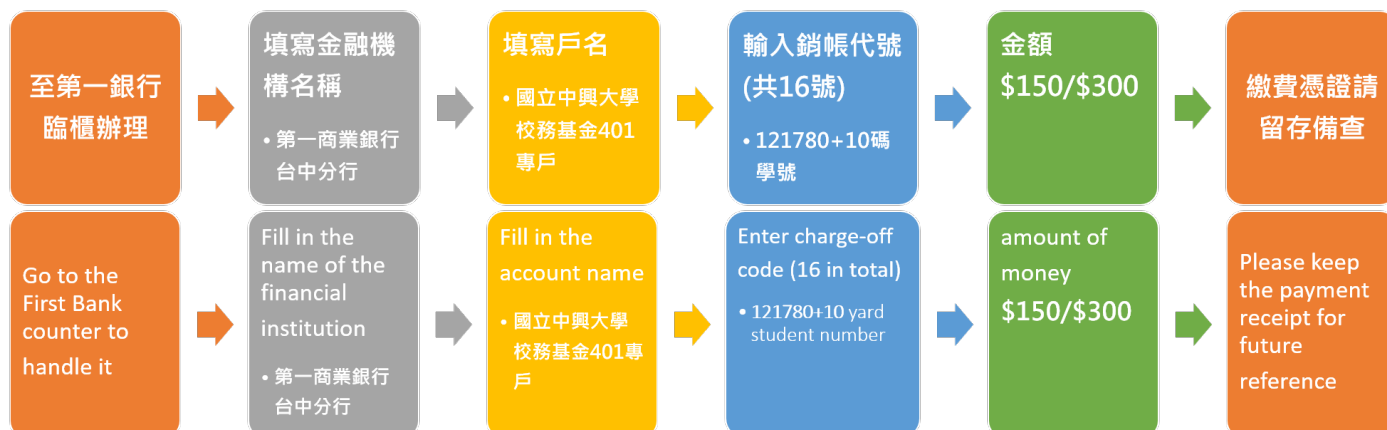 至第一銀行
臨櫃辦理
填寫金融機
構名稱
• 第一商業銀行
台中分行
填寫戶名
• 國立中興大學
校務基金401
專戶
輸入銷帳代號
(共16號)
• 121780+10碼
學號
金額
$150/$300
繳費憑證請
留存備查
Go to the
First Bank
counter to
handle it
Fill in the
name of the
financial
institution
• 第一商業銀行
台中分行
Fill in the
account name
• 國立中興大學
校務基金401專
戶
Enter charge-off
code (16 in total)
• 121780+10 yard
student number
amount of
money
$150/$300
Please keep
the payment
receipt for
future
reference